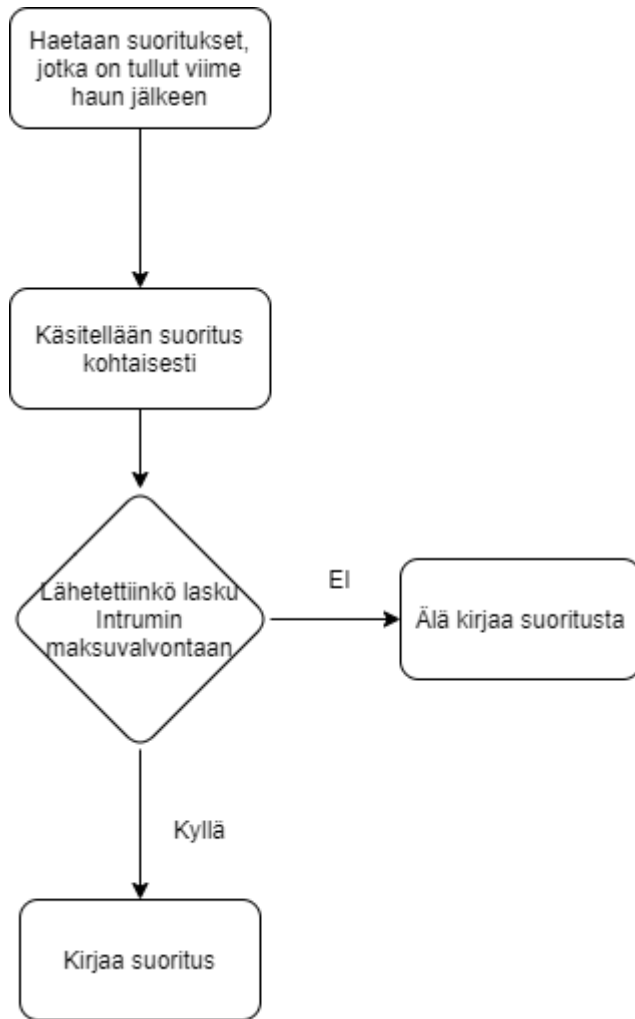 Haetaan suoritukset,
jotka on tullut viime
haun jälkeen
Käsitellään suoritus
kohtaisesti
Lähetettiinkö lasku
Intrumin
maksuvalvontaan
EI
Älä kirjaa suoritusta
Kyllä
Kirjaa suoritus